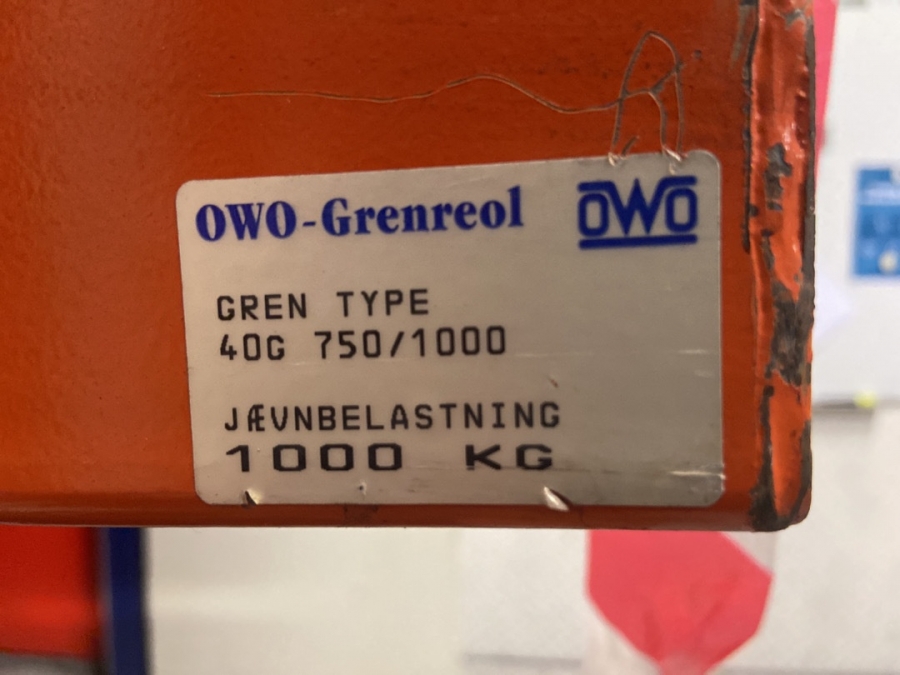 OWO-Grenreol
OWO
GREN TYPE
40G 750/1000
JÆVNBELASTNING
1000 KG